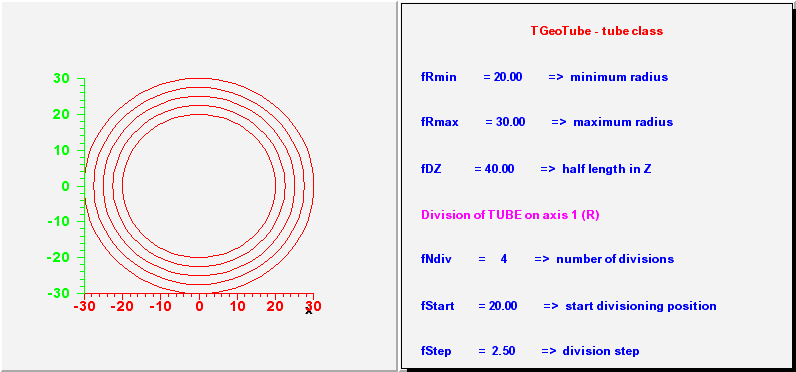 30
20
10
0
-10
-20
-30
-30 -20 -10 0 10 20 30
x
TGeoTube - tube class
fRmin = 20.00 => minimum radius
fRmax = 30.00 => maximum radius
fDZ = 40.00 => half length in Z
Division of TUBE on axis 1 (R)
fNdiv = 4 => number of divisions
fStart = 20.00 => start divisioning position
fStep = 2.50 => division step